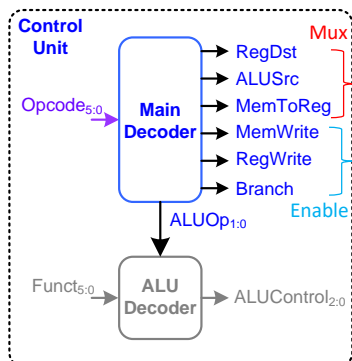 Control
Unit
Mux
RegDst
ALUSrc
MemToReg
Opcode5:0
Main
Decoder
MemWrite
RegWrite
Branch
Enable
ALUOp1:0
Funct5:0
ALU
Decoder
ALUControl2:0